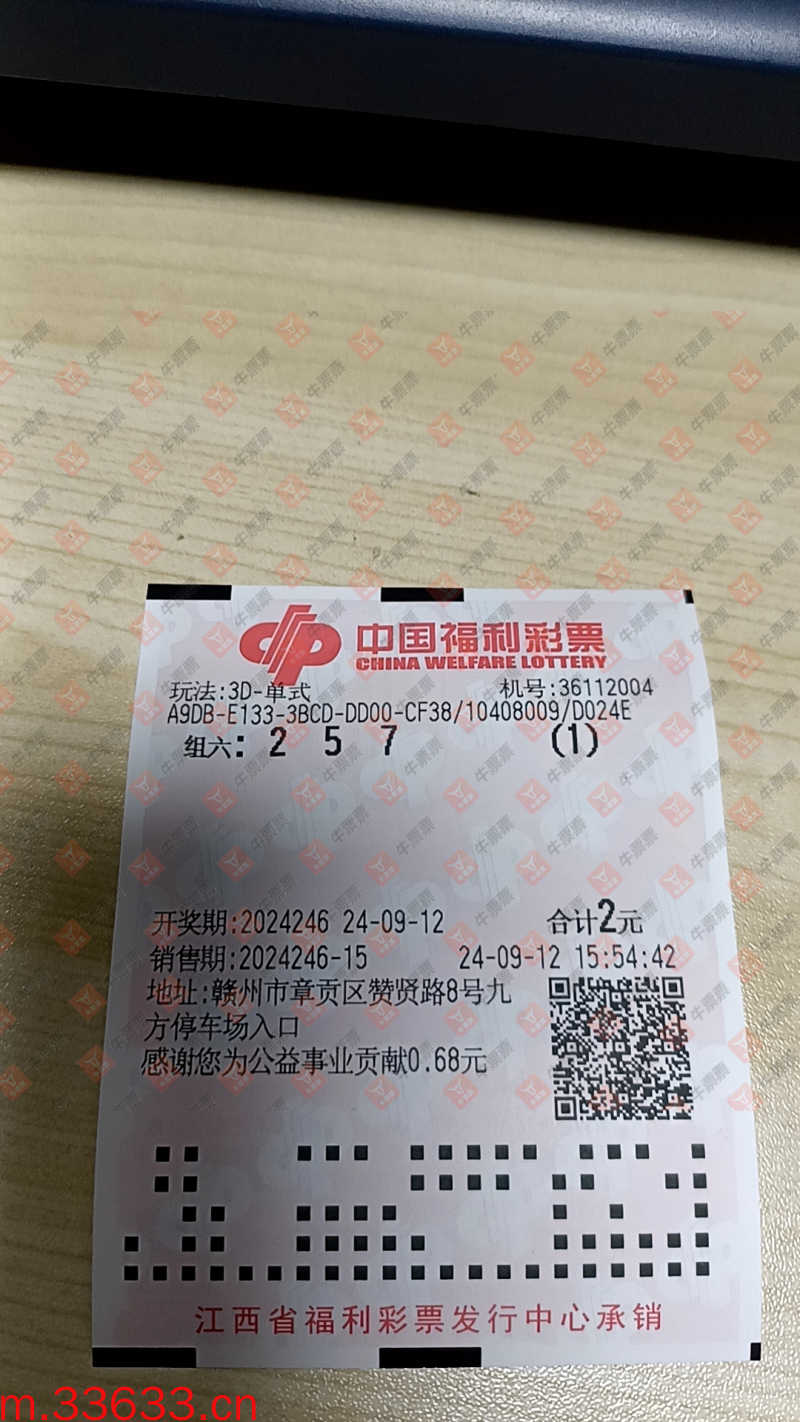 中国福利彩票
CHINA WELFARE LOTTERY
玩法:3D-单式 机号:36112004
A9DB-E133-3BCD-DD00-CF38/10408009/D024E
组六: 2 5 7 (1)
开奖期:2024246 24-09-12 合计2元
销售期:2024246-15 24-09-12 15:54:42
地址:赣州市章贡区赞贤路8号九
方停车场入口
感谢您为公益事业贡献0.68元
江西省福利彩票发行中心承销
m.33633.cn
牛票票